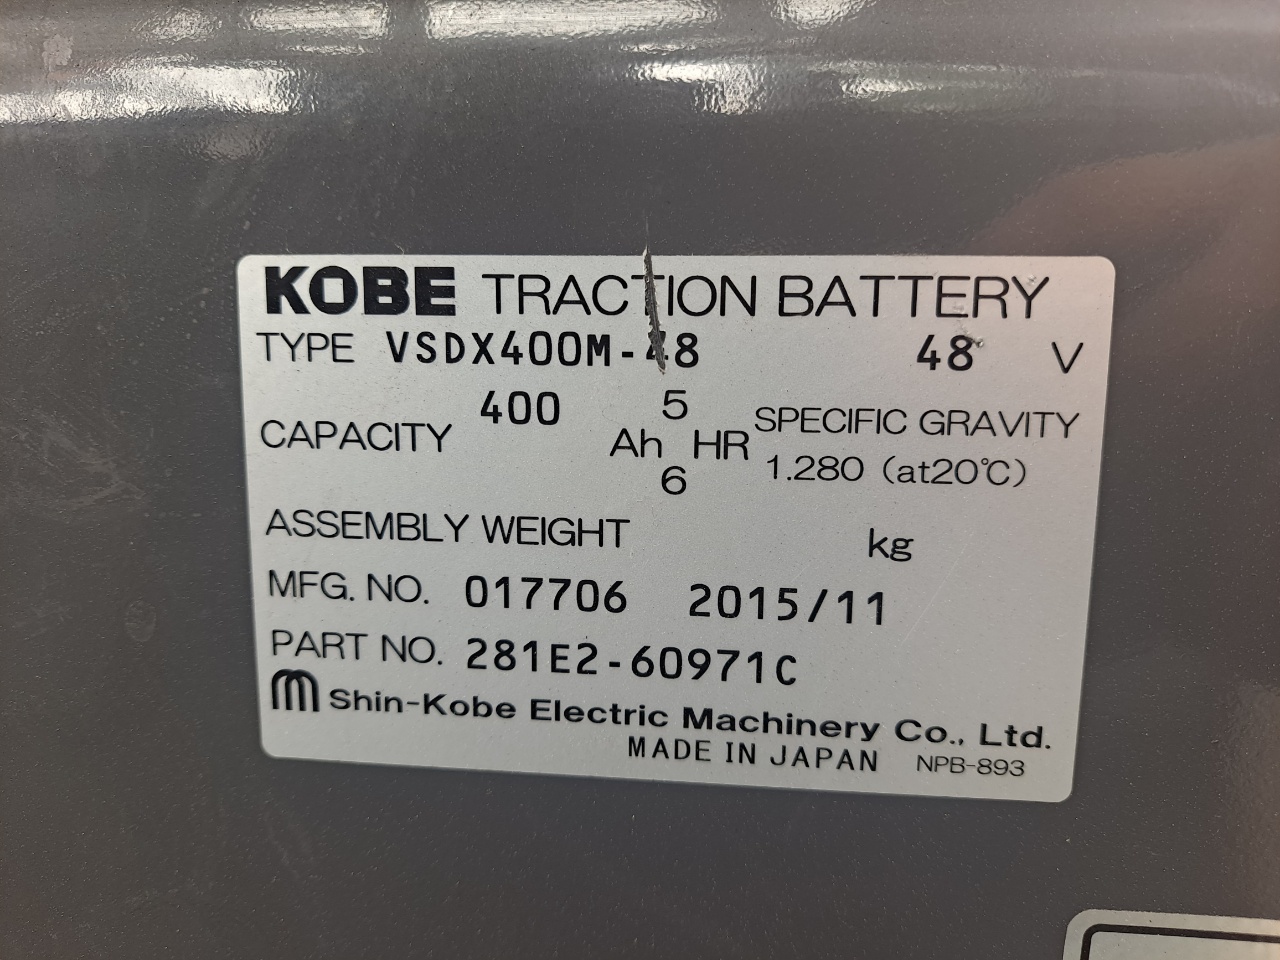 KOBE TRACTION BATTERY
TYPE VSDX400M-48 48 V
CAPACITY 400 Ah 5 HR
6
SPECIFIC GRAVITY
1.280 (at20℃)
ASSEMBLY WEIGHT kg
MFG. NO. 017706 2015/11
PART NO. 281E2-60971C
Shin-Kobe Electric Machinery Co., Ltd.
MADE IN JAPAN NPB-893